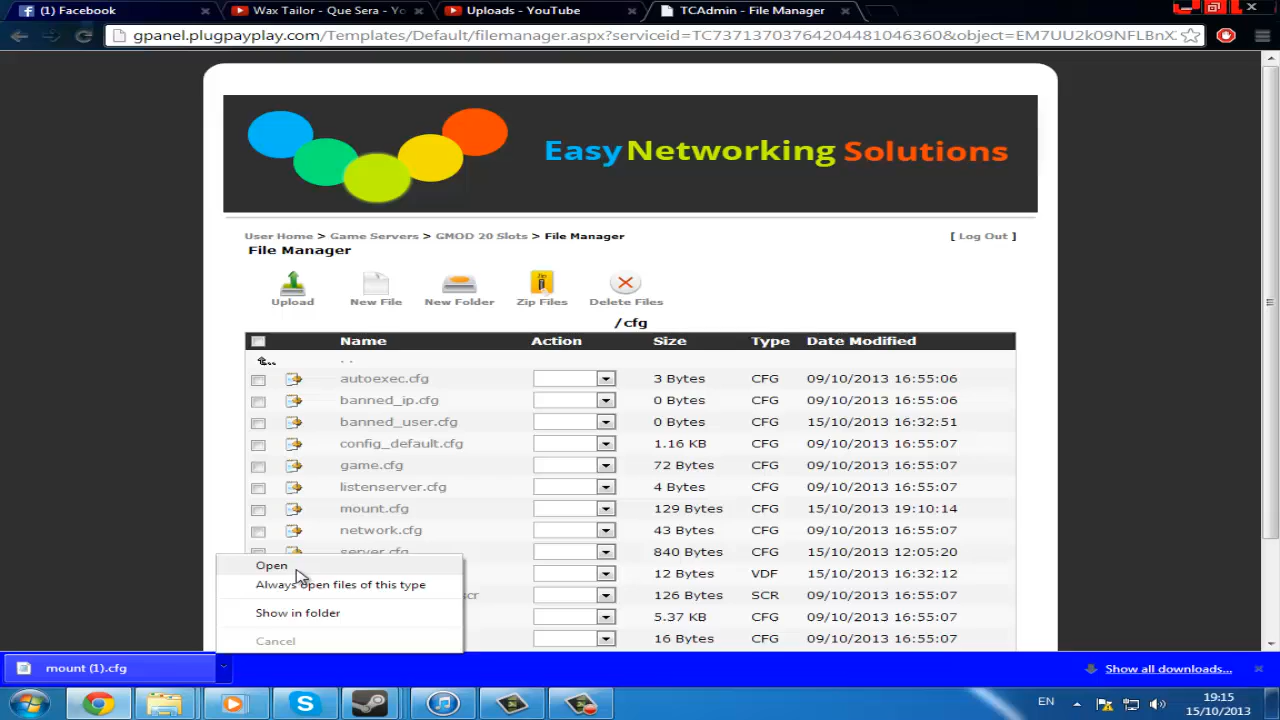 (1) Facebook
Wax Tailor - Que Sera - Yo
Uploads - YouTube
TCAdmin - File Manager
gpanel.plugpayplay.com/Templates/Default/filemanager.aspx?serviceid=TC73713703764204481046360&object=EM7UU2k09NFLBnX
EasyNetworking Solutions
User Home > Game Servers > GMOD 20 Slots > File Manager
[ Log Out ]
File Manager
Upload
New File
New Folder
Zip Files
Delete Files
/cfg
Name Action Size Type Date Modified
. .
autoexec.cfg 3 Bytes CFG 09/10/2013 16:55:06
banned_ip.cfg 0 Bytes CFG 09/10/2013 16:55:06
banned_user.cfg 0 Bytes CFG 15/10/2013 16:32:51
config_default.cfg 1.16 KB CFG 09/10/2013 16:55:07
game.cfg 72 Bytes CFG 09/10/2013 16:55:07
listenserver.cfg 4 Bytes CFG 09/10/2013 16:55:07
mount.cfg 129 Bytes CFG 15/10/2013 19:10:14
network.cfg 43 Bytes CFG 09/10/2013 16:55:07
server.cfg 840 Bytes CFG 15/10/2013 12:05:20
12 Bytes VDF 15/10/2013 16:32:12
scr 126 Bytes SCR 09/10/2013 16:55:07
5.37 KB CFG 09/10/2013 16:55:07
16 Bytes CFG 09/10/2013 16:55:07
Open
Always open files of this type
Show in folder
Cancel
mount (1).cfg
Show all downloads...
EN
19:15
15/10/2013